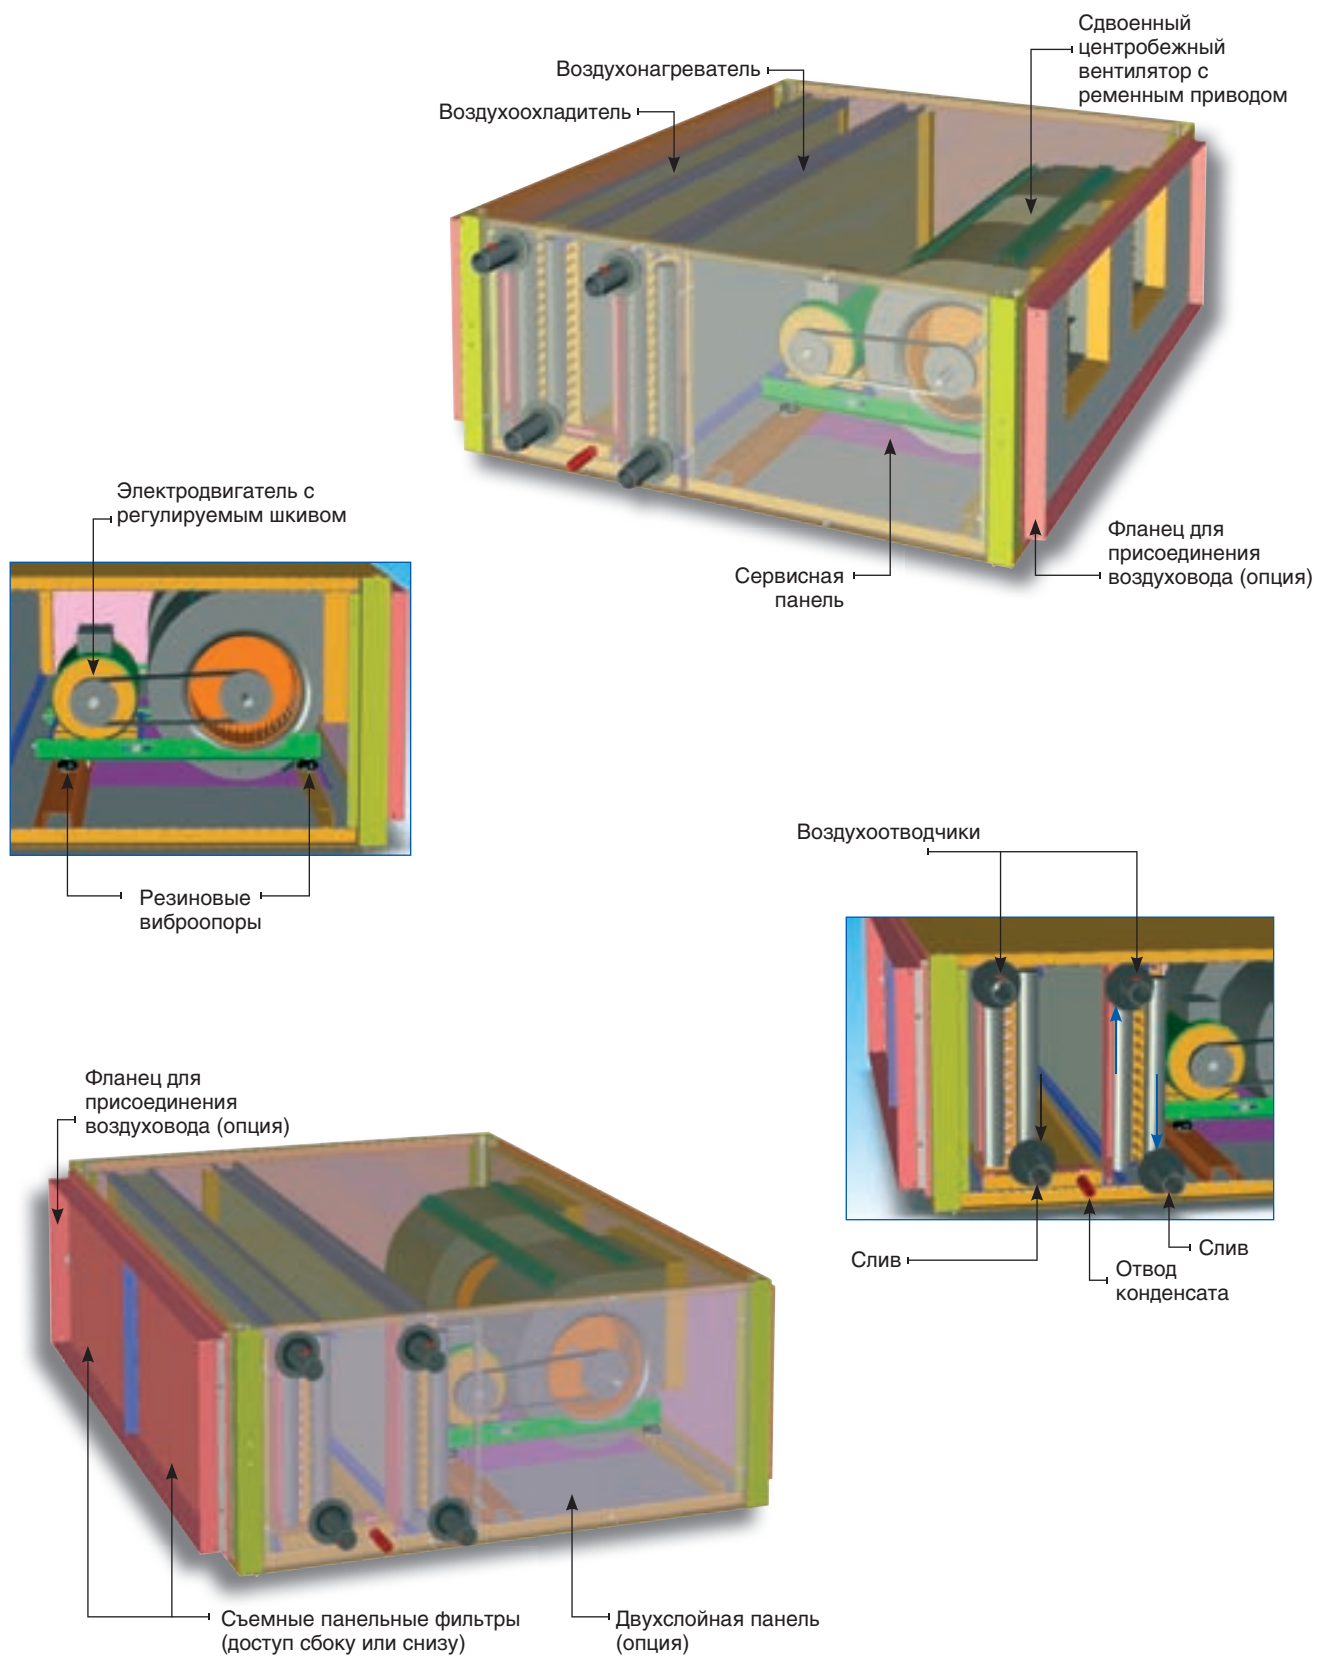 Сдвоенный
центробежный
вентилятор с
ременным приводом
Воздухонагреватель
Воздухоохладитель
Электродвигатель с
регулируемым шкивом
Сервисная
панель
Фланец для
присоединения
воздуховода (опция)
Резиновые
виброопоры
Воздухоотводчики
Фланец для
присоединения
воздуховода (опция)
Слив
Слив
Отвод
конденсата
Съемные панельные фильтры
(доступ сбоку или снизу)
Двухслойная панель
(опция)